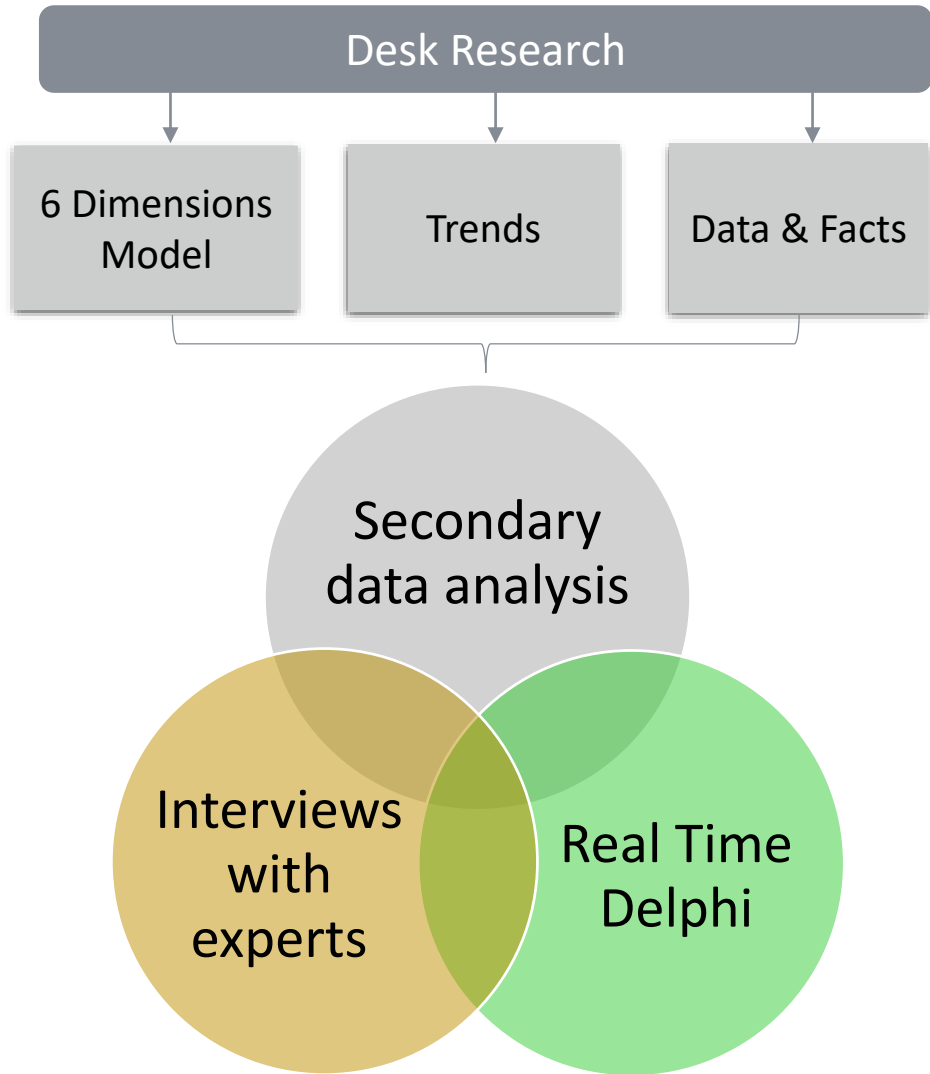 Desk Research
6 Dimensions
Model
Trends
Data & Facts
Secondary
data analysis
Interviews
with
experts
Real Time
Delphi